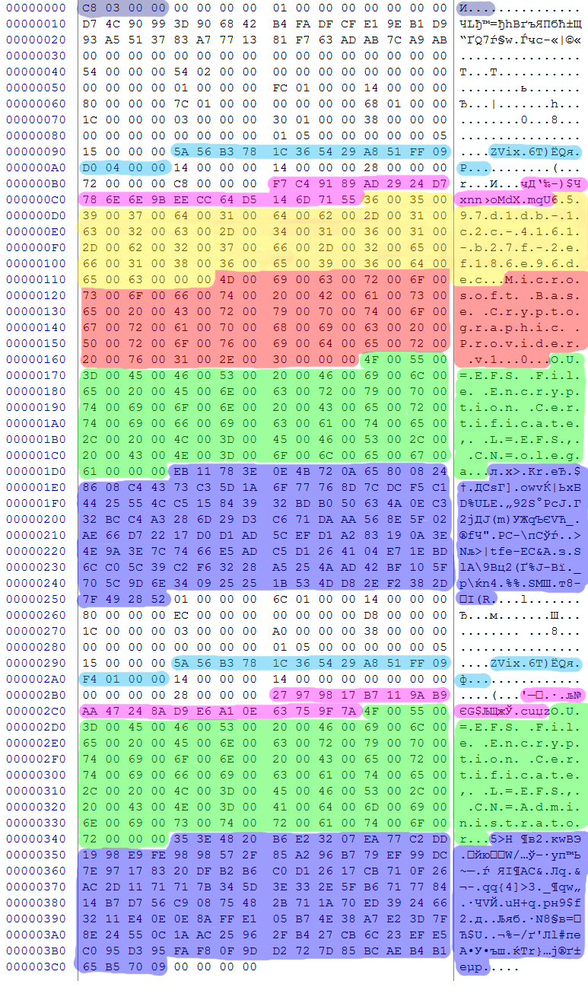 00000000 C8 03 00 00 00 00 00 00 01 00 00 00 00 00 00 00 И...............
00000010 D7 4C 90 99 3D 90 68 42 B4 FA DF CF E1 9E B1 D9 ЧLђ™=ђhBґъЯПбћ±Щ
00000020 93 A5 51 37 83 A7 77 13 81 F7 63 AD AB 7C A9 AB “ҐQ7ѓ§w.Ѓчc-«|©«
00000030 00 00 00 00 00 00 00 00 00 00 00 00 00 00 00 00 ................
00000040 54 00 00 00 54 02 00 00 00 00 00 00 00 00 00 00 T...T...........
00000050 00 00 00 00 01 00 00 00 FC 01 00 00 14 00 00 00 ........ь.......
00000060 80 00 00 00 7C 01 00 00 00 00 00 00 68 01 00 00 Ђ...|.......h...
00000070 1C 00 00 00 03 00 00 00 30 01 00 00 38 00 00 00 ........0...8...
00000080 00 00 00 00 00 00 00 00 01 05 00 00 00 00 00 05 ................
00000090 15 00 00 00 5A 56 B3 78 1C 36 54 29 A8 51 FF 09 ....ZVіx.6T)ЁQя.
000000A0 D0 04 00 00 14 00 00 00 14 00 00 00 28 00 00 00 Р...........(...
000000B0 72 00 00 00 C8 00 00 00 F7 C4 91 89 AD 29 24 D7 r...И...чД‘‰-)$Ч
000000C0 78 6E 6E 9B EE CC 64 D5 14 6D 71 55 36 00 35 00 xnn›оМdХ.mqU6.5.
000000D0 39 00 37 00 64 00 31 00 64 00 62 00 2D 00 31 00 9.7.d.1.d.b.-.1.
000000E0 63 00 32 00 63 00 2D 00 34 00 31 00 36 00 31 00 c.2.c.-.4.1.6.1.
000000F0 2D 00 62 00 32 00 37 00 66 00 2D 00 32 00 65 00 -.b.2.7.f.-.2.e.
00000100 66 00 31 00 38 00 36 00 65 00 39 00 36 00 64 00 f.1.8.6.e.9.6.d.
00000110 65 00 63 00 00 00 4D 00 69 00 63 00 72 00 6F 00 e.c...M.i.c.r.o.
00000120 73 00 6F 00 66 00 74 00 20 00 42 00 61 00 73 00 s.o.f.t. .B.a.s.
00000130 65 00 20 00 43 00 72 00 79 00 70 00 74 00 6F 00 e. .C.r.y.p.t.o.
00000140 67 00 72 00 61 00 70 00 68 00 69 00 63 00 20 00 g.r.a.p.h.i.c. .
00000150 50 00 72 00 6F 00 76 00 69 00 64 00 65 00 72 00 P.r.o.v.i.d.e.r.
00000160 20 00 76 00 31 00 2E 00 30 00 00 00 4F 00 55 00 .v.1...0...O.U.
00000170 3D 00 45 00 46 00 53 00 20 00 46 00 69 00 6C 00 =.E.F.S. .F.i.l.
00000180 65 00 20 00 45 00 6E 00 63 00 72 00 79 00 70 00 e. .E.n.c.r.y.p.
00000190 74 00 69 00 6F 00 6E 00 20 00 43 00 65 00 72 00 t.i.o.n. .C.e.r.
000001A0 74 00 69 00 66 00 69 00 63 00 61 00 74 00 65 00 t.i.f.i.c.a.t.e.
000001B0 2C 00 20 00 4C 00 3D 00 45 00 46 00 53 00 2C 00 ,. .L.=.E.F.S.,.
000001C0 20 00 43 00 4E 00 3D 00 6F 00 6C 00 65 00 67 00 .C.N.=.o.l.e.g.
000001D0 61 00 00 00 EB 11 78 3E 0E 4B 72 0A 65 80 08 24 a...л.x>.Kr.eЂ.$
000001E0 86 08 C4 43 73 C3 5D 1A 6F 77 76 8D 7C DC F5 C1 †.ДCsГ].owvЌ|ЬхБ
000001F0 44 25 55 4C C5 15 84 39 32 BD B0 50 63 4A 0E C3 D%ULЕ.„92Ѕ°PcJ.Г
00000200 32 BC C4 A3 28 6D 29 D3 C6 71 DA AA 56 8E 5F 02 2јДЈ(m)УЖqЪЄVЋ_.
00000210 AE 66 D7 22 17 D0 D1 AD 5C EF D1 A2 83 19 0A 3E ®fЧ".РС-\пСўѓ..>
00000220 4E 9A 3E 7C 74 66 E5 AD C5 D1 26 41 04 E7 1E BD Nљ>|tfе-ЕС&A.з.Ѕ
00000230 6C C0 5C 39 C2 F6 32 28 A5 25 4A AD 42 BF 10 5F lА\9Вц2(Ґ%J-Bї._
00000240 70 5C 9D 6E 34 09 25 25 1B 53 4D D8 2E F2 38 2D p\ќn4.%%.SMШ.т8-
00000250 7F 49 28 52 01 00 00 00 6C 01 00 00 14 00 00 00 □I(R....l.......
00000260 80 00 00 00 EC 00 00 00 00 00 00 00 D8 00 00 00 Ђ...м.......Ш...
00000270 1C 00 00 00 03 00 00 00 A0 00 00 00 38 00 00 00 ........ ...8...
00000280 00 00 00 00 00 00 00 00 01 05 00 00 00 00 00 05 ................
00000290 15 00 00 00 5A 56 B3 78 1C 36 54 29 A8 51 FF 09 ....ZVіx.6T)ЁQя.
000002A0 F4 01 00 00 14 00 00 00 14 00 00 00 00 00 00 00 ф...............
000002B0 00 00 00 00 28 00 00 00 27 97 98 17 B7 11 9A B9 ....(...'—□.·.љ№
000002C0 AA 47 24 8A D9 E6 A1 0E 63 75 9F 7A 4F 00 55 00 ЄG$ЉЩжЎ.cuџzO.U.
000002D0 3D 00 45 00 46 00 53 00 20 00 46 00 69 00 6C 00 =.E.F.S. .F.i.l.
000002E0 65 00 20 00 45 00 6E 00 63 00 72 00 79 00 70 00 e. .E.n.c.r.y.p.
000002F0 74 00 69 00 6F 00 6E 00 20 00 43 00 65 00 72 00 t.i.o.n. .C.e.r.
00000300 74 00 69 00 66 00 69 00 63 00 61 00 74 00 65 00 t.i.f.i.c.a.t.e.
00000310 2C 00 20 00 4C 00 3D 00 45 00 46 00 53 00 2C 00 ,. .L.=.E.F.S.,.
00000320 20 00 43 00 4E 00 3D 00 41 00 64 00 6D 00 69 00 .C.N.=.A.d.m.i.
00000330 6E 00 69 00 73 00 74 00 72 00 61 00 74 00 6F 00 n.i.s.t.r.a.t.o.
00000340 72 00 00 00 35 3E 48 20 B6 E2 32 07 EA 77 C2 DD r...5>H ¶в2.кwВЭ
00000350 19 98 E9 FE 98 98 57 2F 85 A2 96 B7 79 EF 99 DC .□йю□□W/…ў–·yп™Ь
00000360 7E 97 17 83 20 DF B2 B6 C0 D1 26 17 CB 71 0F 26 ~—.ѓ ЯІ¶АС&.Лq.&
00000370 AC 2D 11 71 71 7B 34 5D 3E 33 2E 5F B6 71 77 84 ¬-.qq{4]>3._¶qw„
00000380 14 B7 D7 56 C9 08 75 48 2B 71 1A 70 ED 39 24 66 .·ЧVЙ.uH+q.pн9$f
00000390 32 11 E4 0E 0E 8A FF E1 05 B7 4E 38 A7 E2 3D 7F 2.д..Љяб.·N8§в=□
000003A0 8E 24 55 0C 1A AC 25 96 2F B4 27 CB 6C 23 EF E5 Ћ$U..¬%–/ґ'Лl#пе
000003B0 C0 95 D3 95 FA F8 0F 9D D2 72 7D 85 BC AE B4 B1 А•У•ъш.ќТr}…ј®ґ±
000003C0 65 B5 70 09 00 00 00 00 eµp.....